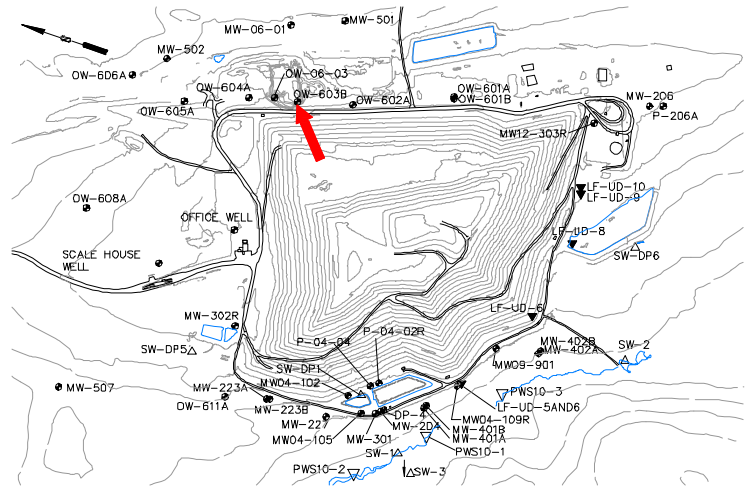 MW-06-01
MW-501
MW-502
OW-606A
OW-06-03
OW-604A
OW-603B
OW-605A
OW-602A
OW-601A
OW-601B
MW-206
P-206A
MW12-303R
LF-UD-10
LF-UD-9
OW-608A
OFFICE WELL
LF-UD-8
SW-DP6
SCALE HOUSE
WELL
MW-302R
LF-UD-6
P-04-04
P-04-02R
SW-DP5
MW-402B
MW-402A
SW-2
SW-DP1
MW09-901
MW-507
MW-223A
MW04-102
PWS10-3
OW-611A
MW-223B
LF-UD-5AND6
MW-227
DP-4
MW04-109R
MW-204
MW-401B
MW04-105
MW-301
MW-401A
SW-1
PWS10-1
PWS10-2
SW-3